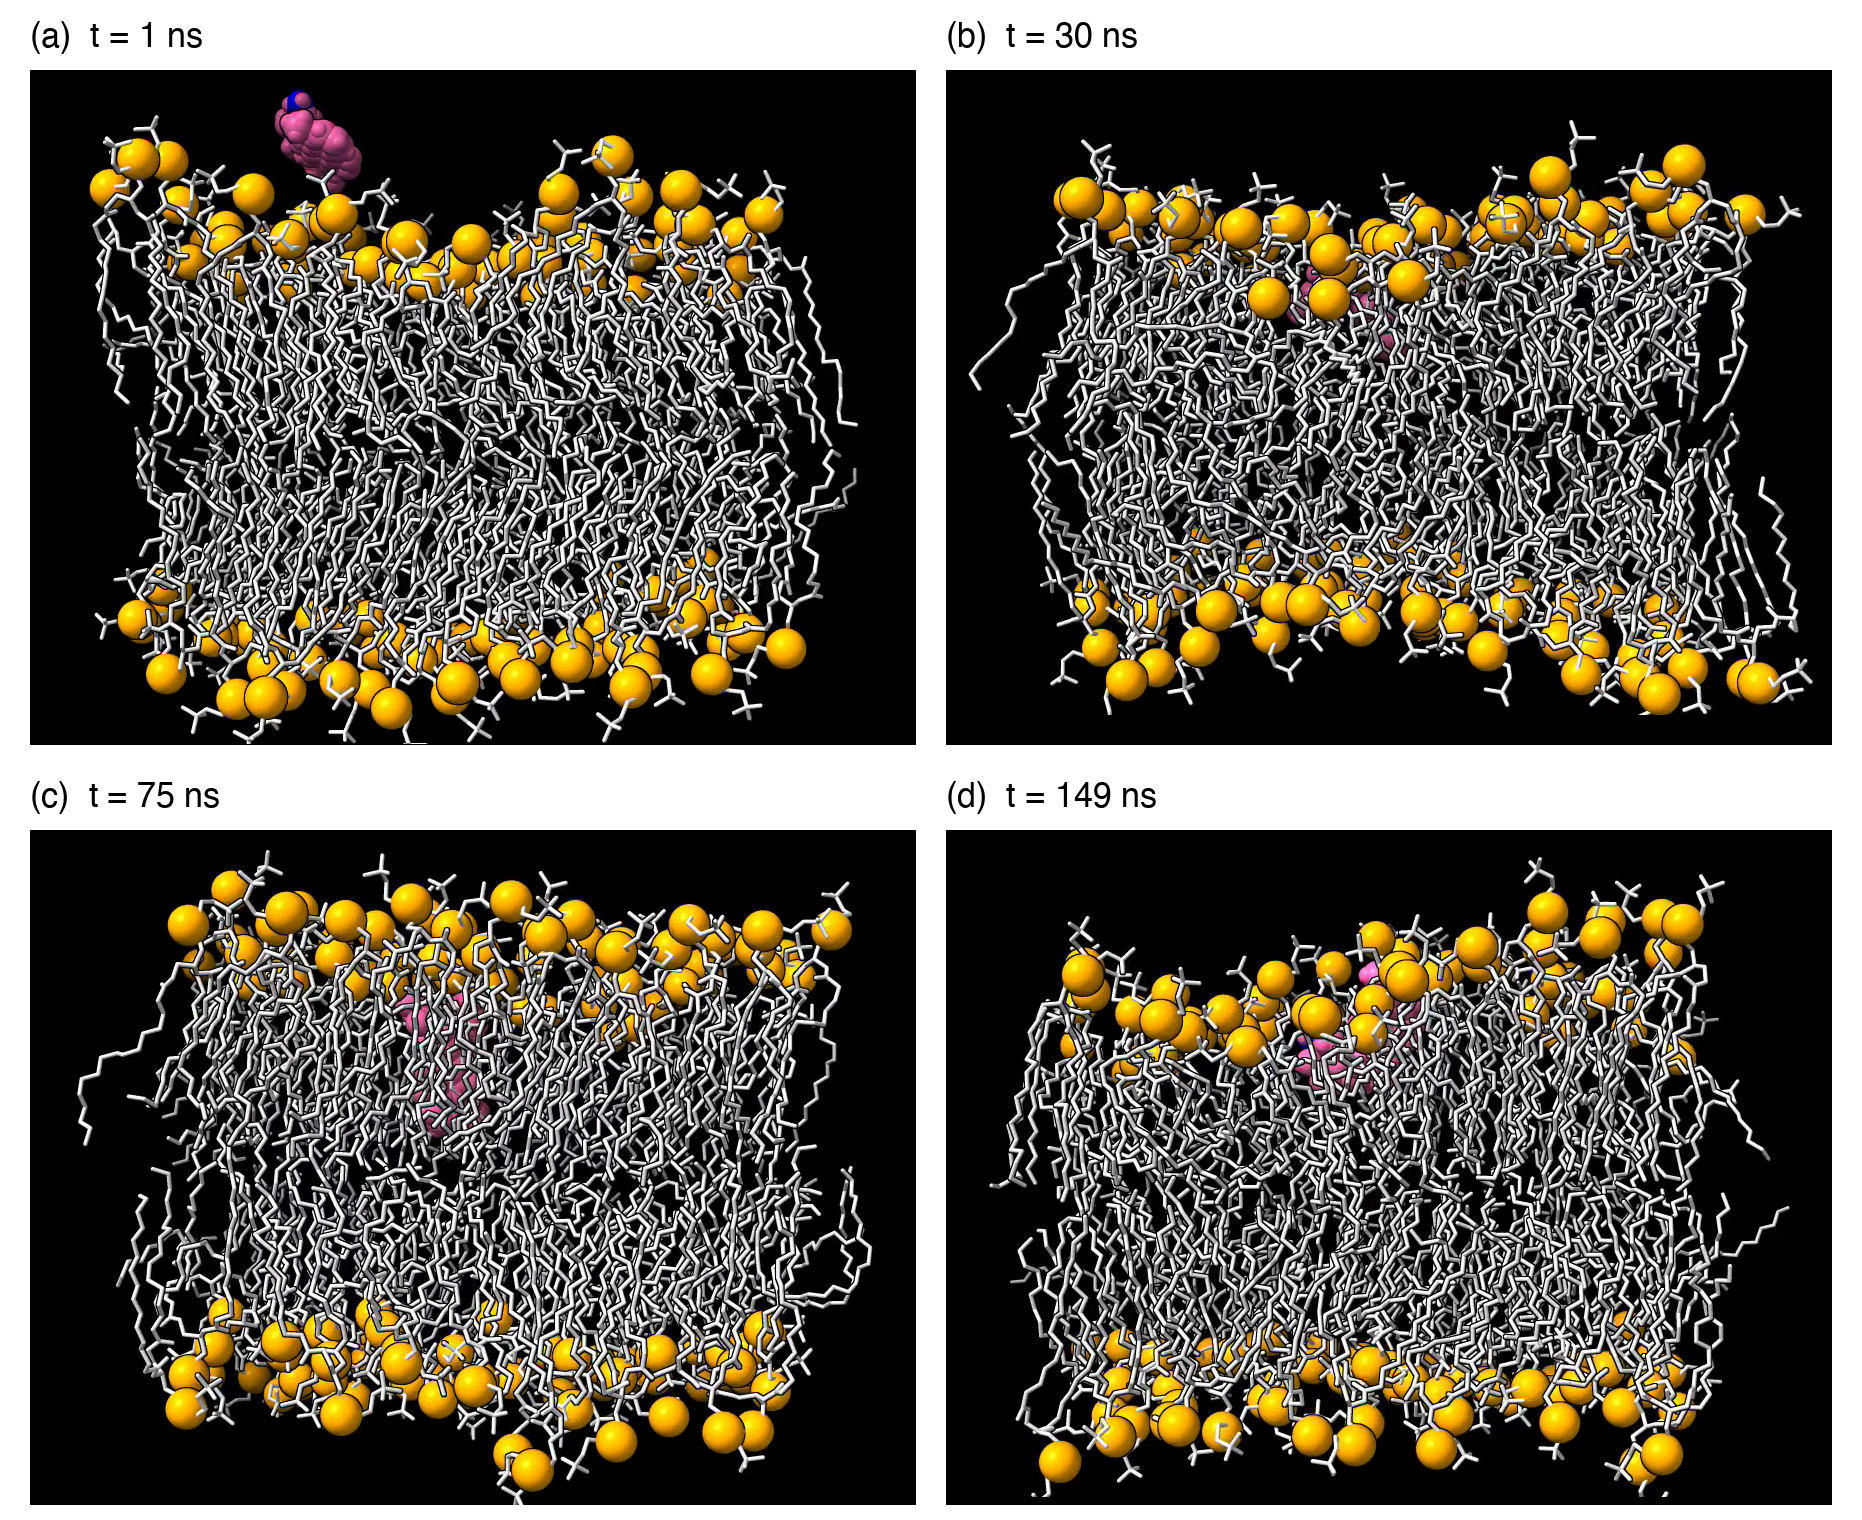 (a) t = 1 ns
(b) t = 30 ns
(c) t = 75 ns
(d) t = 149 ns